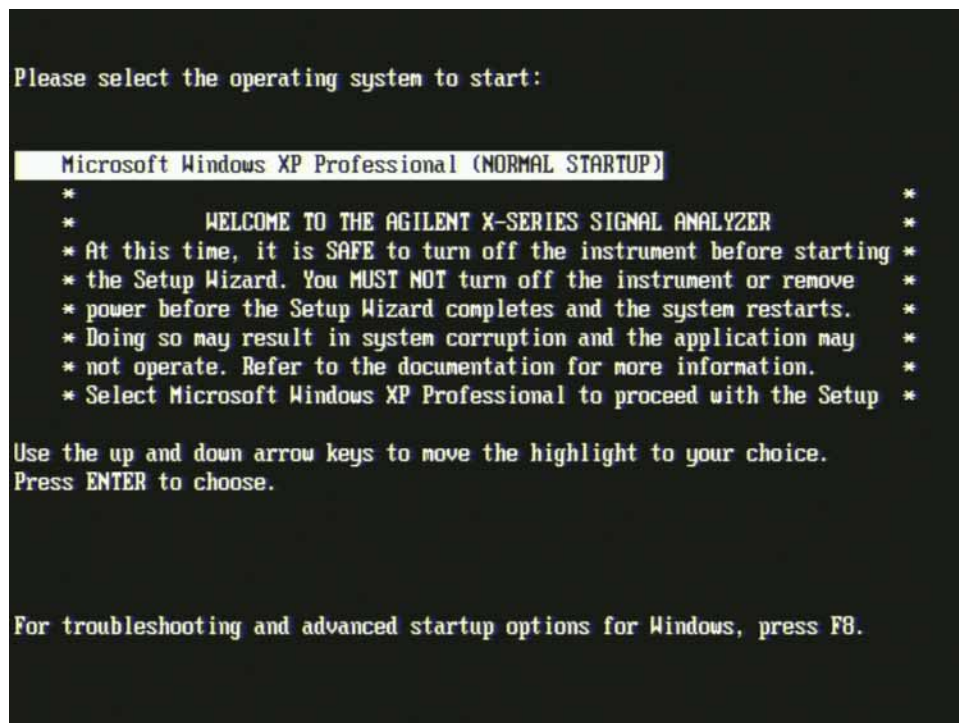 Please select the operating system to start:
Microsoft Windows XP Professional (NORMAL STARTUP)
* *
* WELCOME TO THE AGILENT X-SERIES SIGNAL ANALYZER *
* At this time, it is SAFE to turn off the instrument before starting *
* the Setup Wizard. You MUST NOT turn off the instrument or remove *
* power before the Setup Wizard completes and the system restarts. *
* Doing so may result in system corruption and the application may *
* not operate. Refer to the documentation for more information. *
* Select Microsoft Windows XP Professional to proceed with the Setup *
Use the up and down arrow keys to move the highlight to your choice.
Press ENTER to choose.
For troubleshooting and advanced startup options for Windows, press F8.